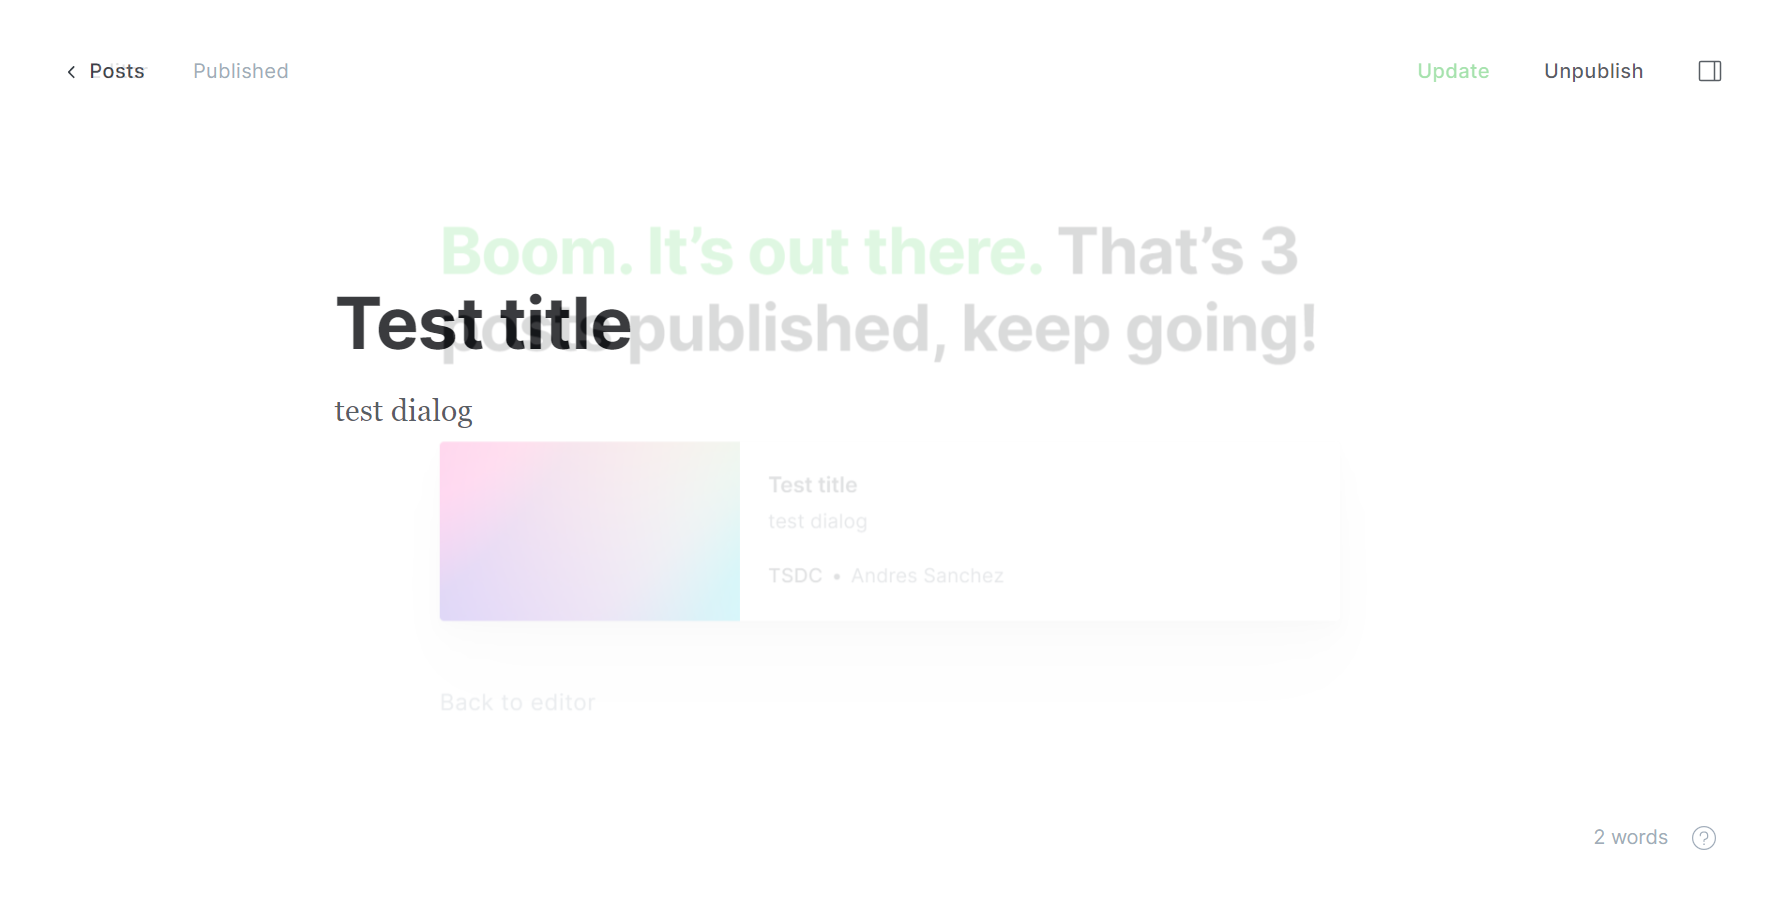 Posts
Published
Update
Unpublish
Boom. It's out there. That's 3
posts published, keep going!
Test title
test dialog
Test title
test dialog
TSDC • Andres Sanchez
Back to editor
2 words